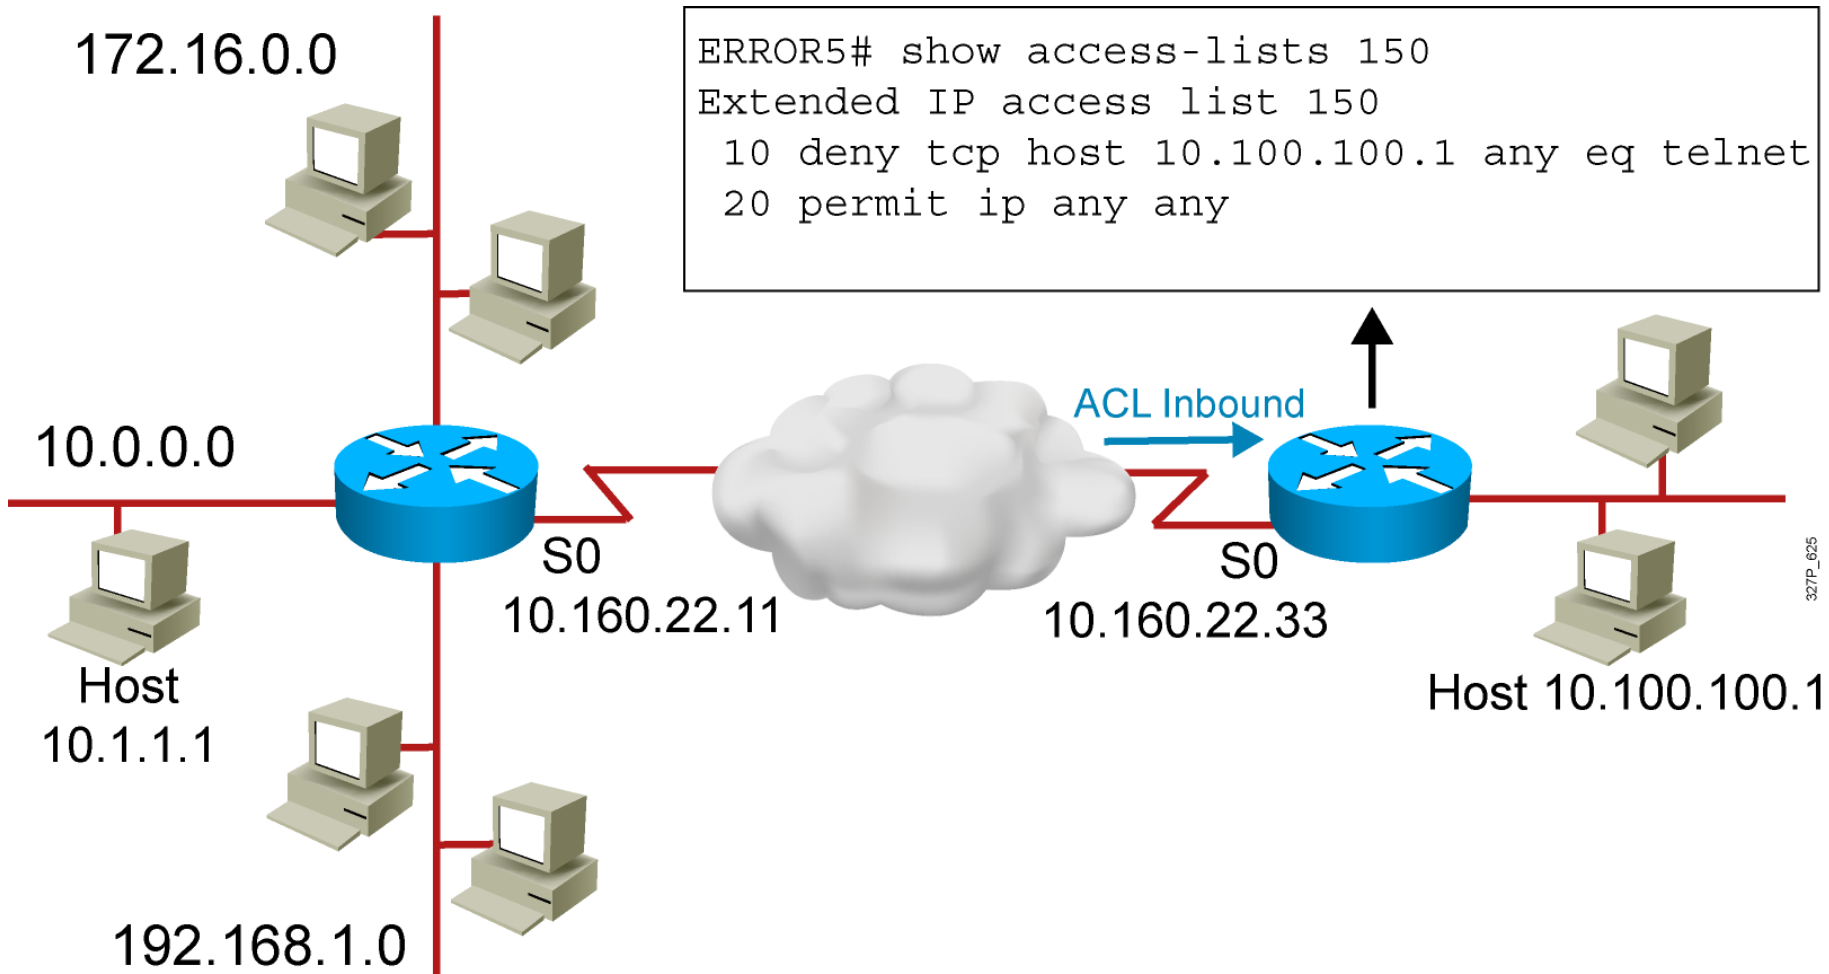 172.16.0.0
ERROR5# show access-lists 150
Extended IP access list 150
10 deny tcp host 10.100.100.1 any eq telnet
20 permit ip any any
ACL Inbound
10.0.0.0
S0
10.160.22.11
S0
10.160.22.33
Host
10.1.1.1
Host 10.100.100.1
327P_625
192.168.1.0